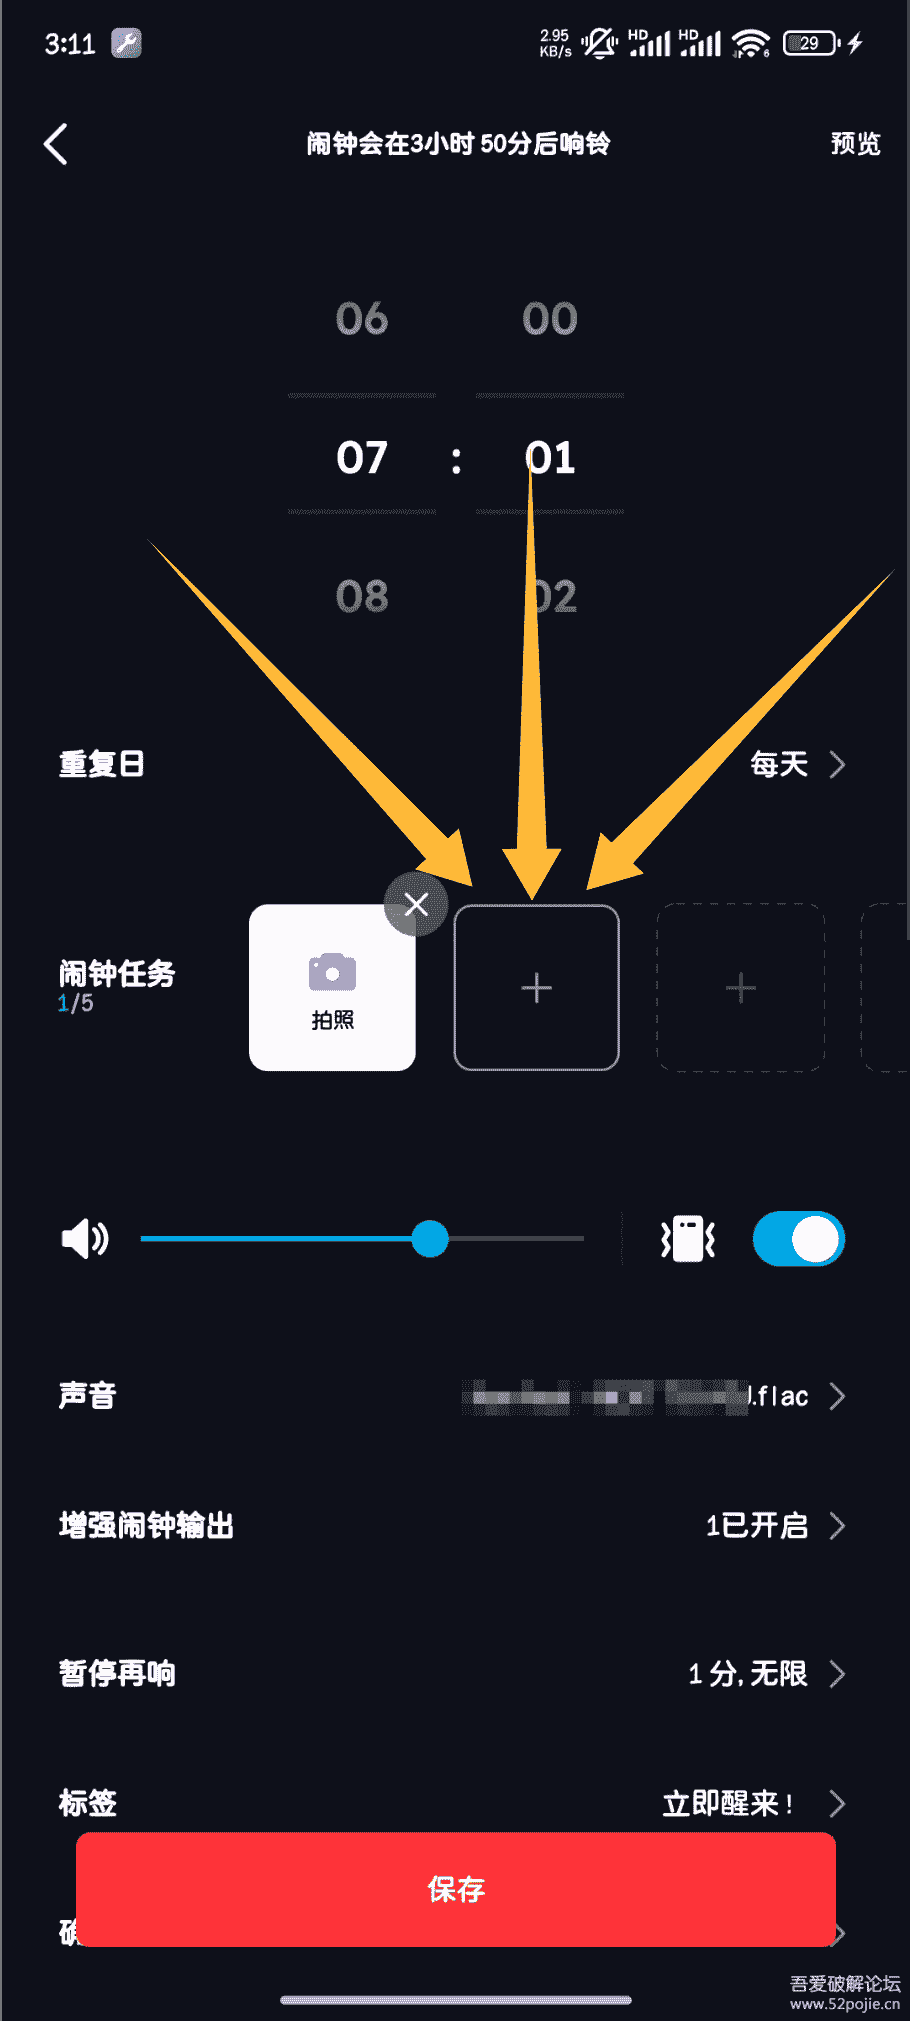 3:11
2.95 KB/s
HD HD 6 29
闹钟会在3小时 50分后响铃
预览
06 00
07 : 01
08 02
重复日 每天
闹钟任务
1/5
拍照
声音 .flac
增强闹钟输出 1已开启
暂停再响 1 分, 无限
标签 立即醒来！
保存
吾爱破解论坛
www.52pojie.cn